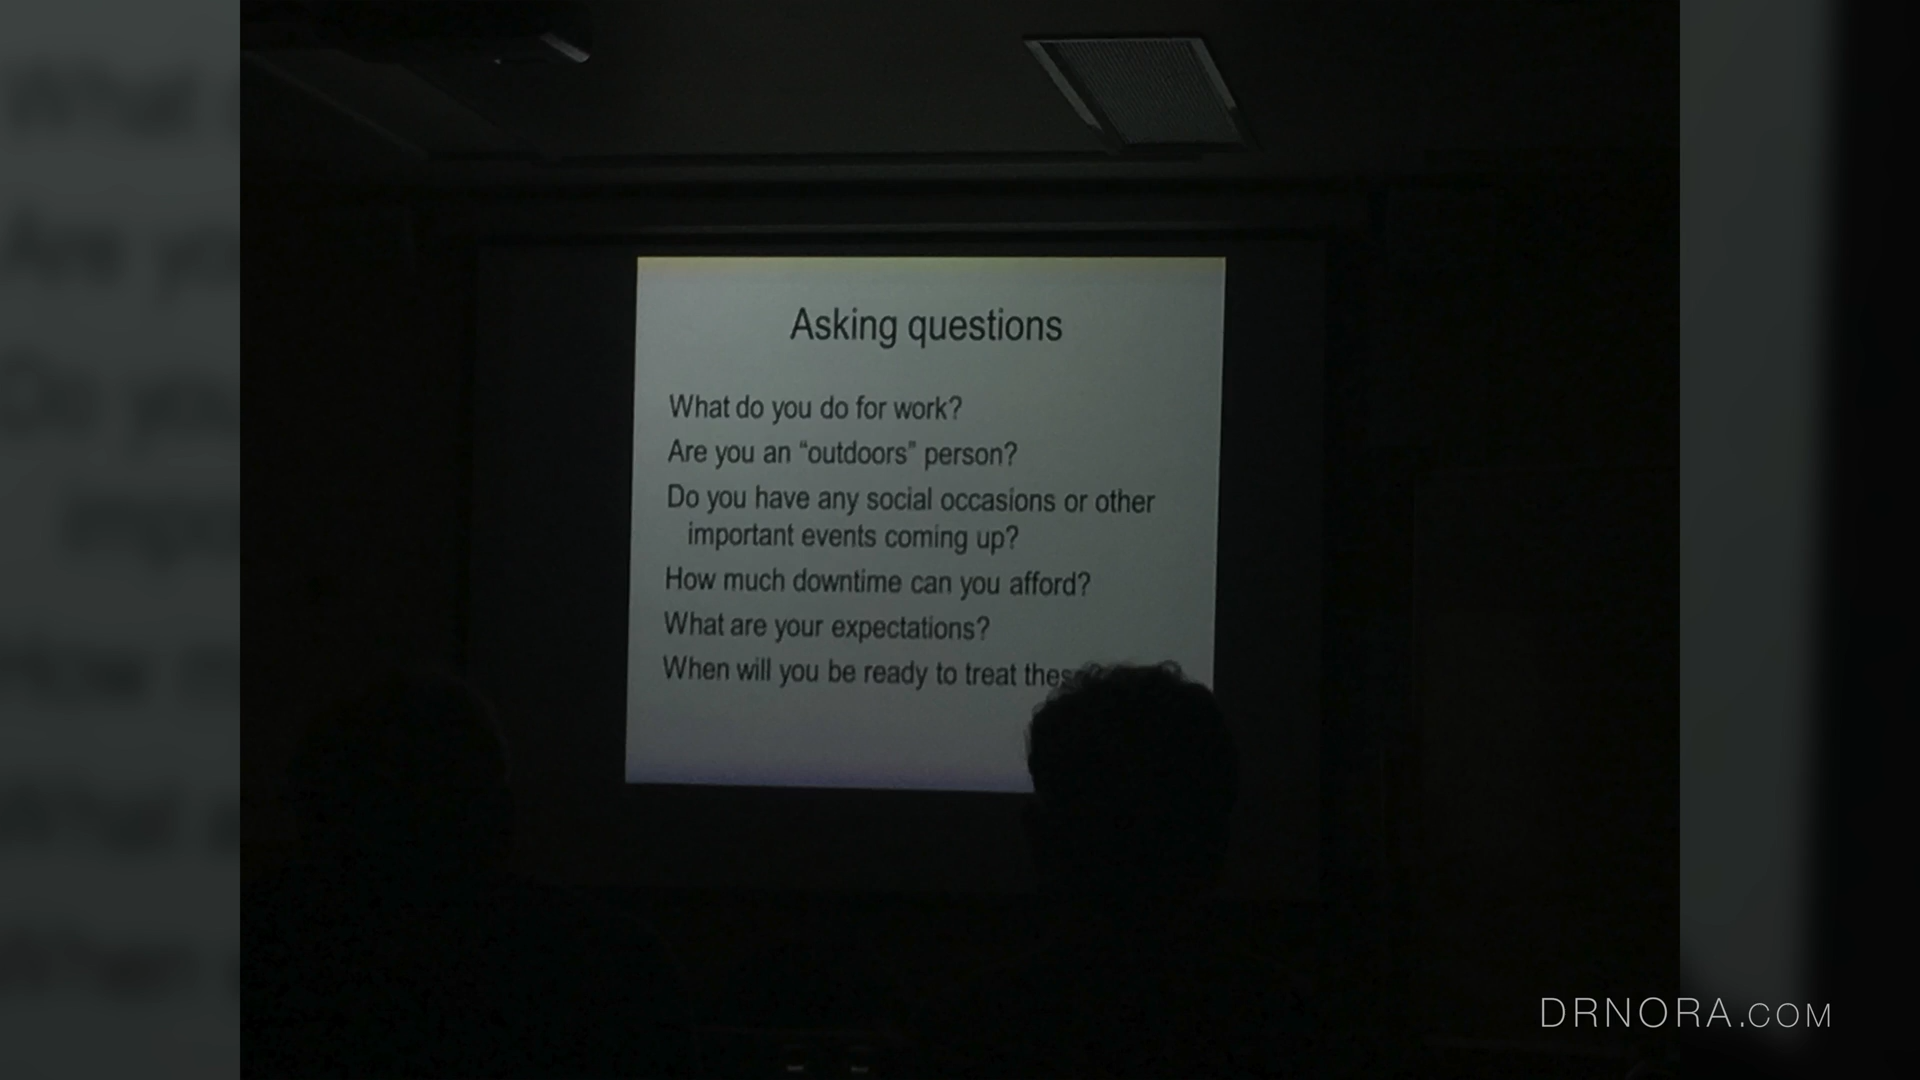 Asking questions
What do you do for work?
Are you an “outdoors” person?
Do you have any social occasions or other
important events coming up?
How much downtime can you afford?
What are your expectations?
When will you be ready to treat
DRNORA.COM